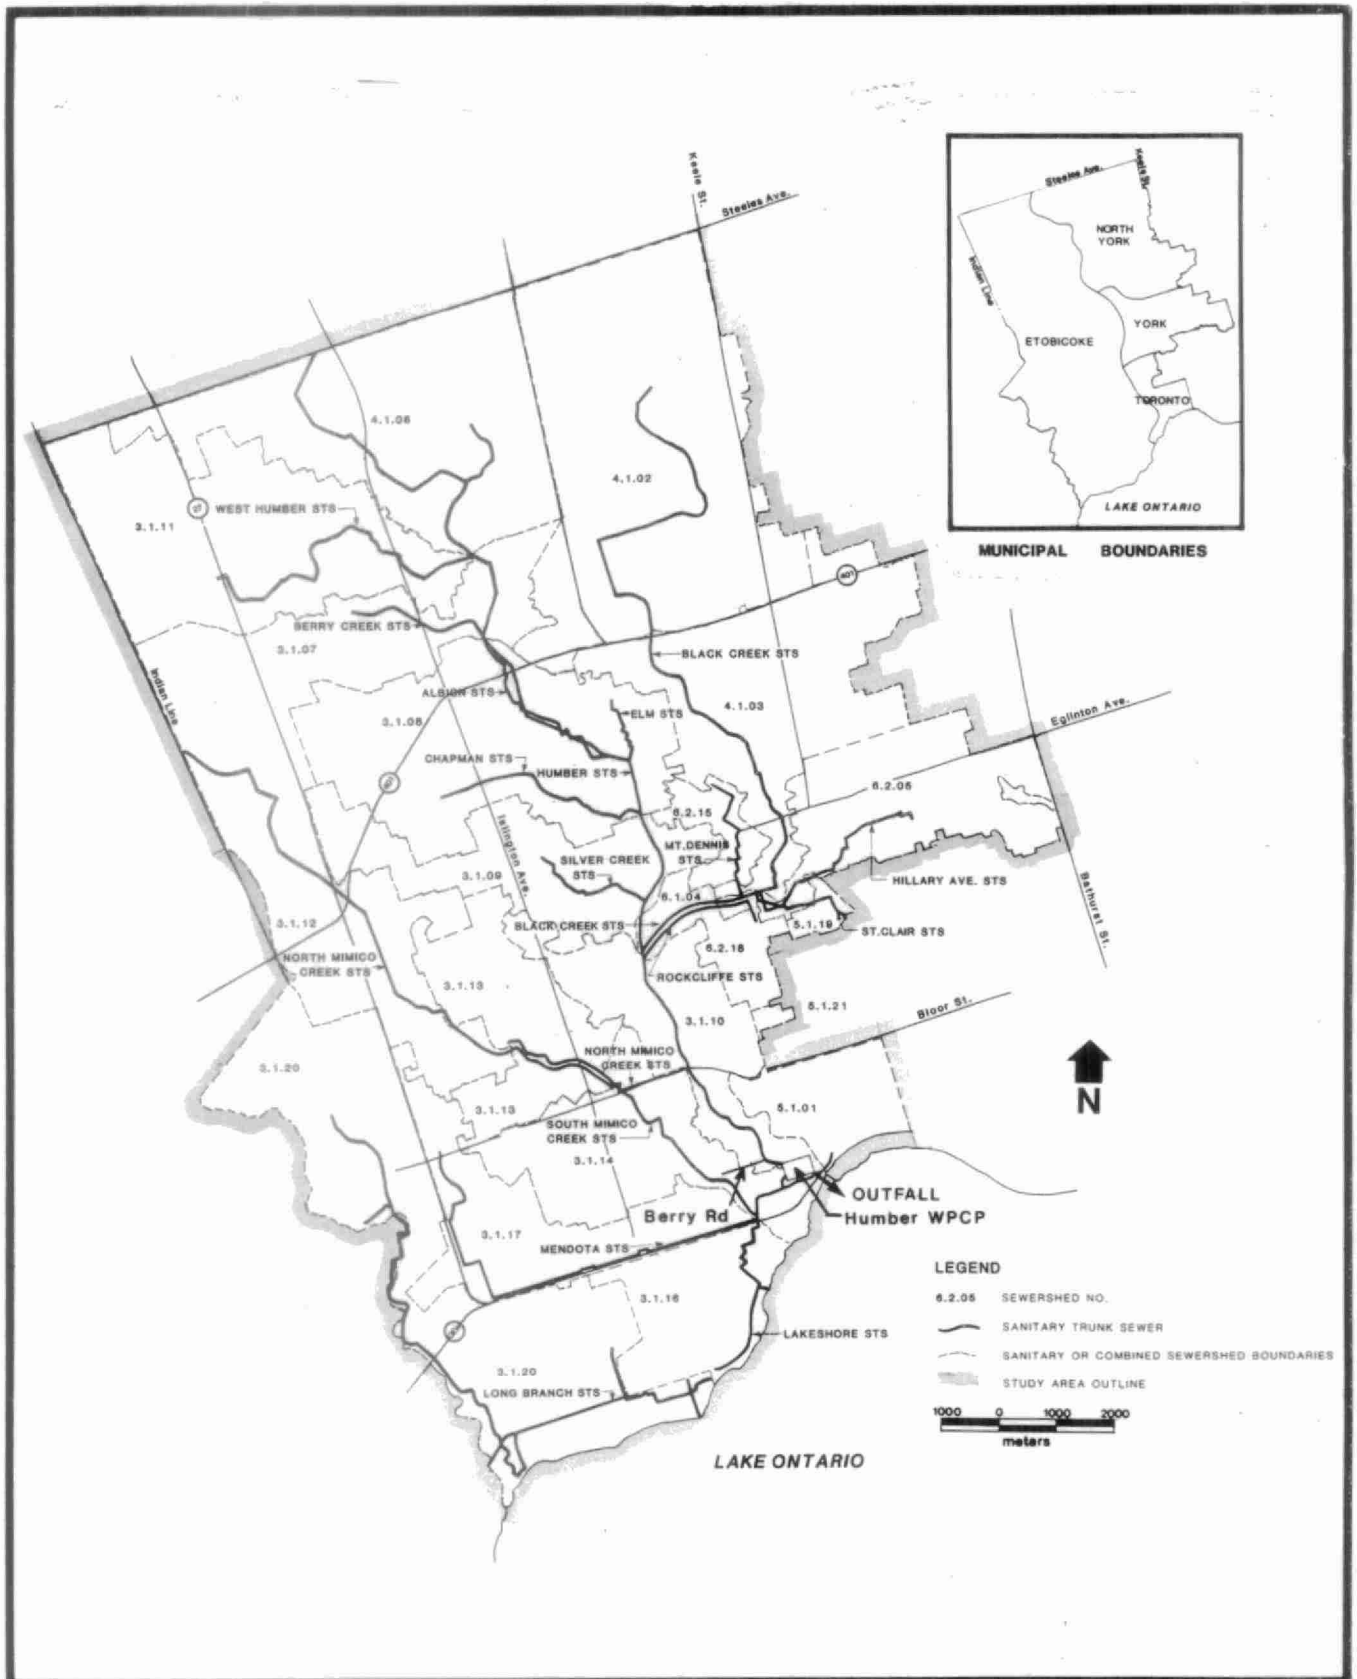 Keele St.
Steeles Ave.
Steeles Ave.
Keele St.
NORTH
YORK
Indian Line
YORK
ETOBICOKE
TORONTO
LAKE ONTARIO
MUNICIPAL BOUNDARIES
4.1.06
4.1.02
3.1.11
27
WEST HUMBER STS
401
BERRY CREEK STS
3.1.07
BLACK CREEK STS
Indian Line
ALBION STS
3.1.08
ELM STS
4.1.03
Eglinton Ave.
CHAPMAN STS
HUMBER STS
401
6.2.05
6.2.15
Islington Ave.
MT. DENNIS
STS
SILVER CREEK
STS
3.1.09
HILLARY AVE. STS
6.1.04
Bathurst St.
3.1.12
BLACK CREEK STS
5.1.19
ST. CLAIR STS
6.2.18
NORTH MIMICO
CREEK STS
ROCKCLIFFE STS
3.1.13
5.1.21
Bloor St.
3.1.10
NORTH MIMICO
CREEK STS
3.1.20
N
3.1.13
5.1.01
SOUTH MIMICO
CREEK STS
3.1.14
OUTFALL
Berry Rd
Humber WPCP
3.1.17
MENDOTA STS
LEGEND
3.1.16
6.2.05 SEWERSHED NO.
SANITARY TRUNK SEWER
LAKESHORE STS
SANITARY OR COMBINED SEWERSHED BOUNDARIES
3.1.20
STUDY AREA OUTLINE
LONG BRANCH STS
1000 0 1000 2000
meters
LAKE ONTARIO